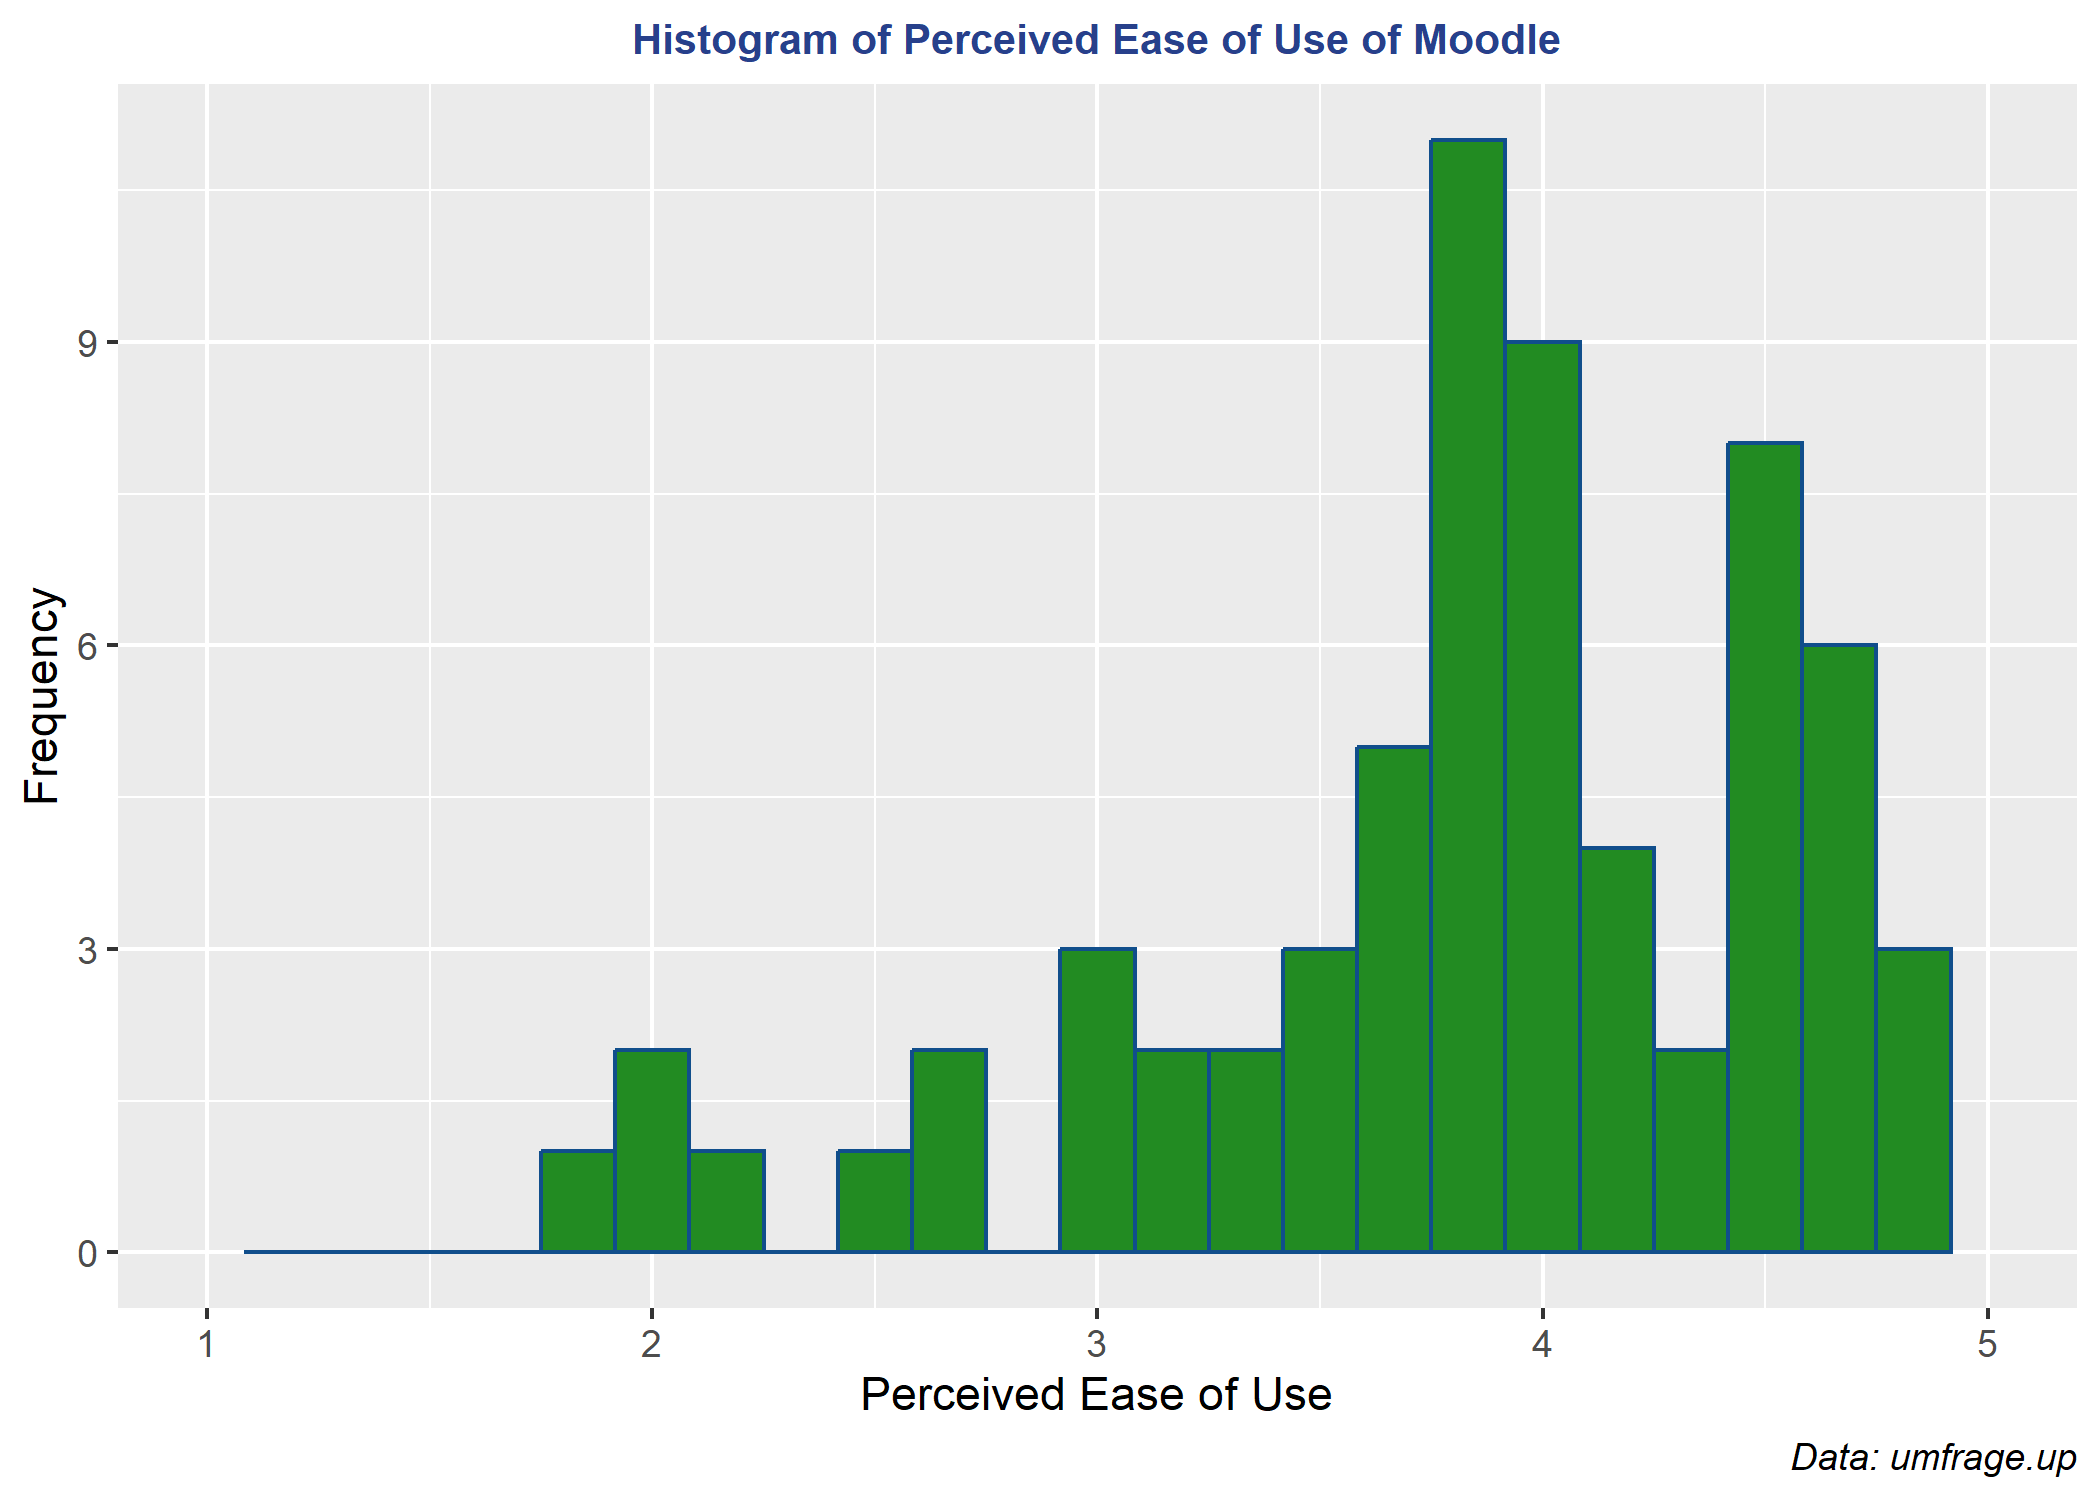 Histogram of Perceived Ease of Use of Moodle
Frequency
9
6
3
0
1 2 3 4 5
Perceived Ease of Use
Data: umfrage.up